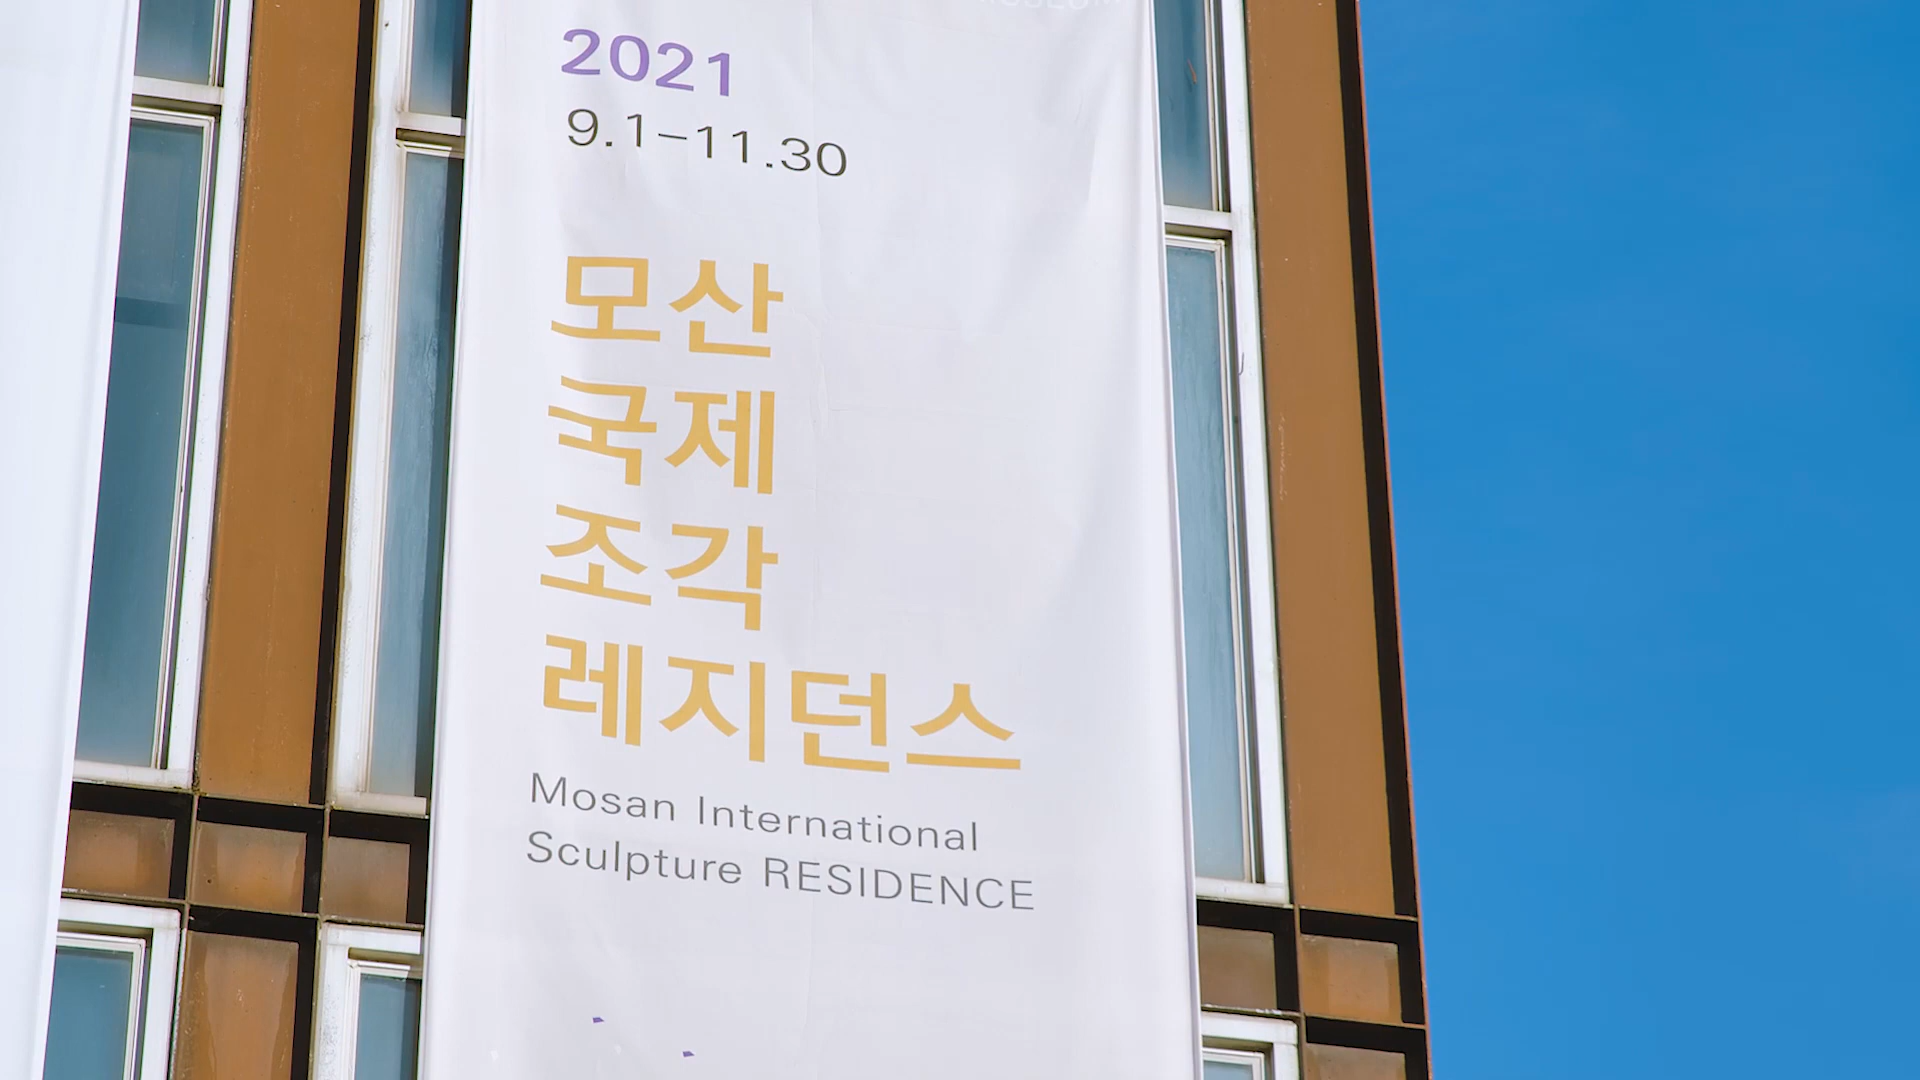 2021
9.1-11.30
모산
국제
조각
레지던스
Mosan International
Sculpture RESIDENCE